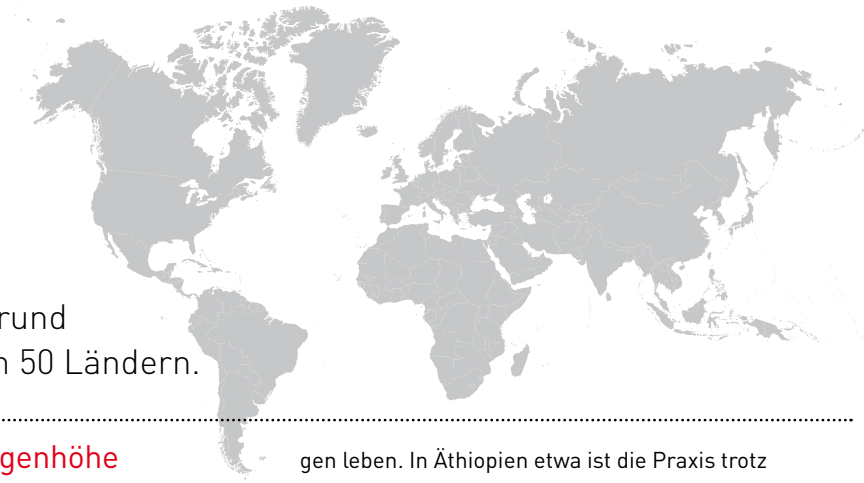 rund
n 50 Ländern.
genhöhe
gen leben. In Äthiopien etwa ist die Praxis trotz